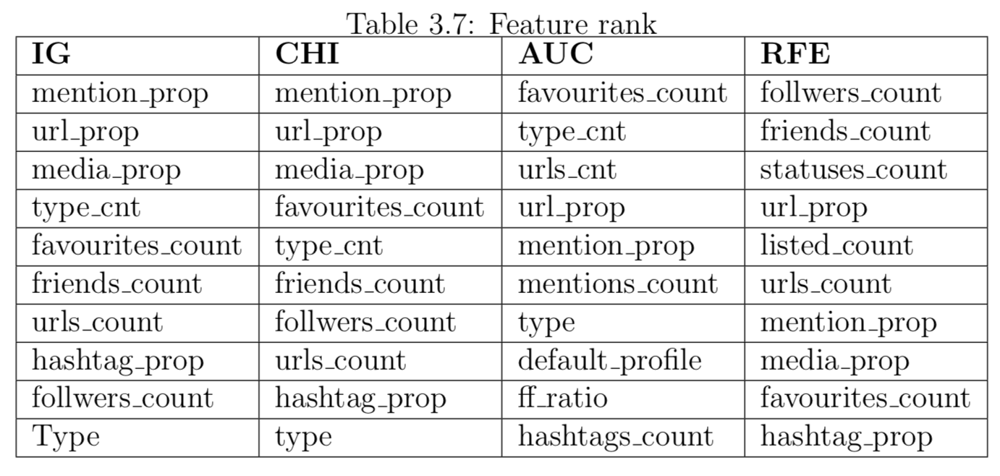 Table 3.7: Feature rank
IG CHI AUC RFE
mention_prop mention_prop favourites_count follwers_count
url_prop url_prop type_cnt friends_count
media_prop media_prop urls_cnt statuses_count
type_cnt favourites_count url_prop url_prop
favourites_count type_cnt mention_prop listed_count
friends_count friends_count mentions_count urls_count
urls_count follwers_count type mention_prop
hashtag_prop urls_count default_profile media_prop
follwers_count hashtag_prop ff_ratio favourites_count
Type type hashtags_count hashtag_prop